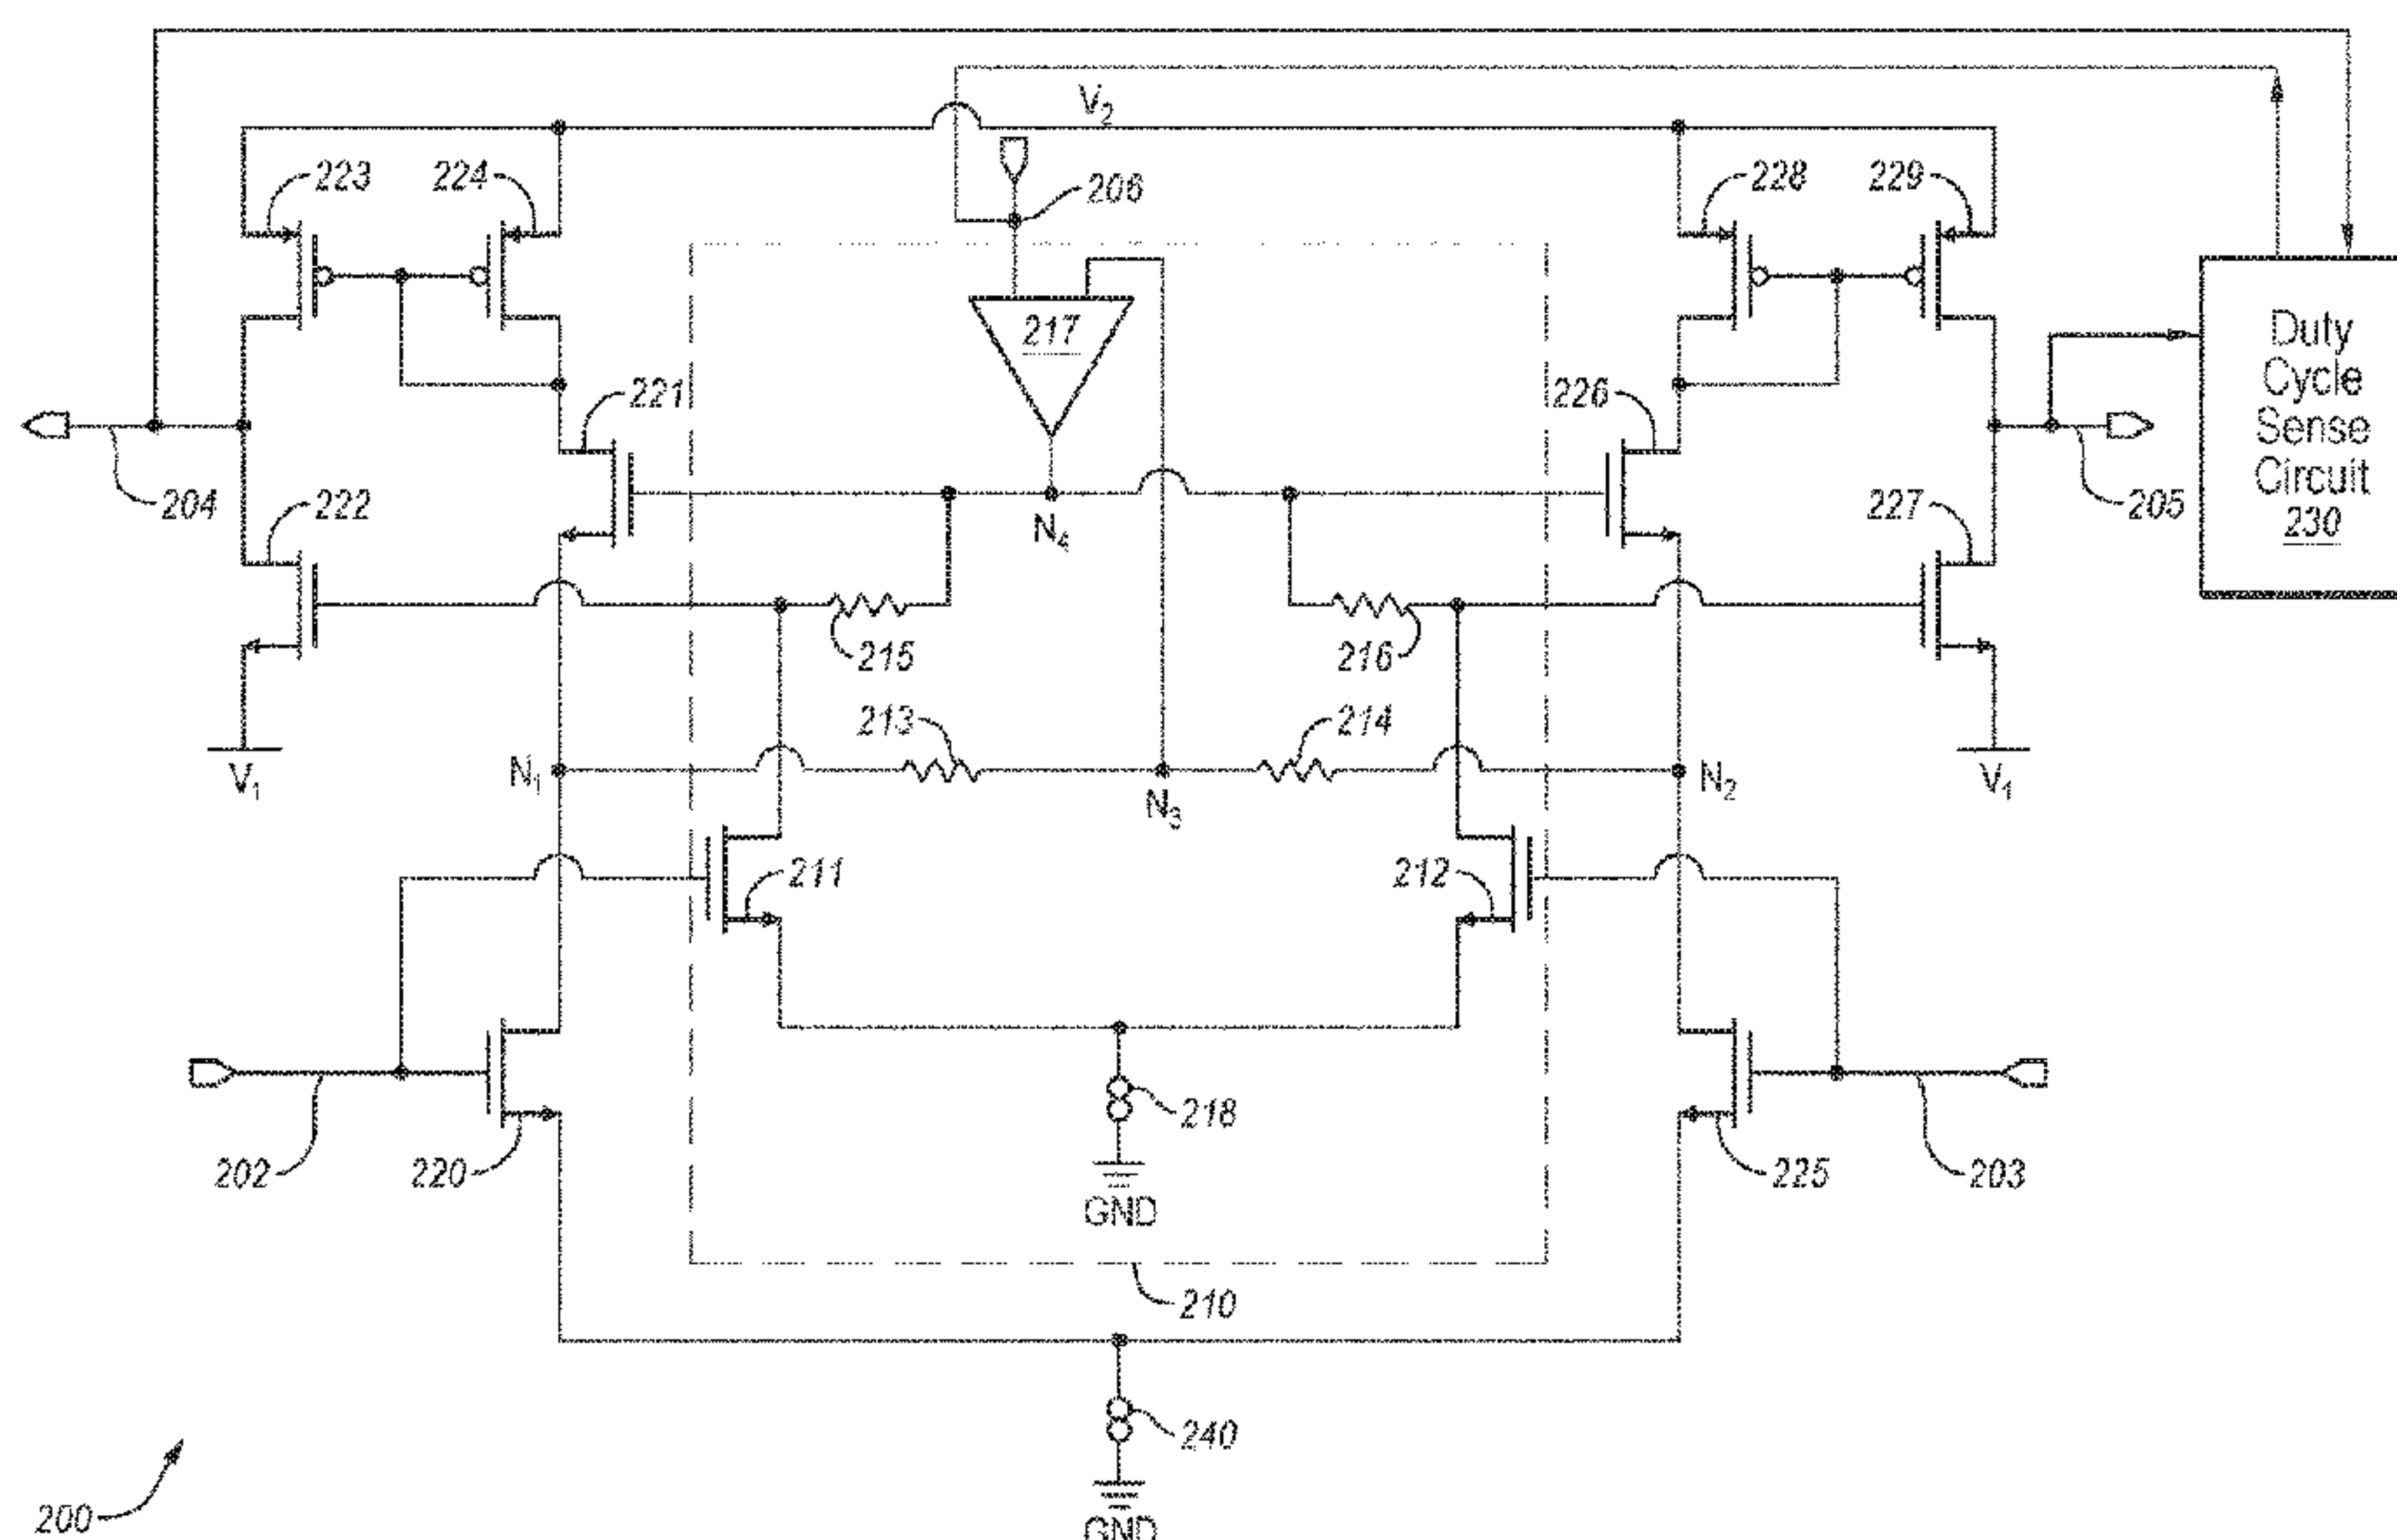 V₂
223
224
206
228
229
217
Duty
Cycle
Sense
Circuit
230
221
226
204
222
N₄
227
205
215
216
213
214
V₁
N₁
N₃
N₂
V₁
211
212
202
220
218
225
203
GND
210
240
200
GND